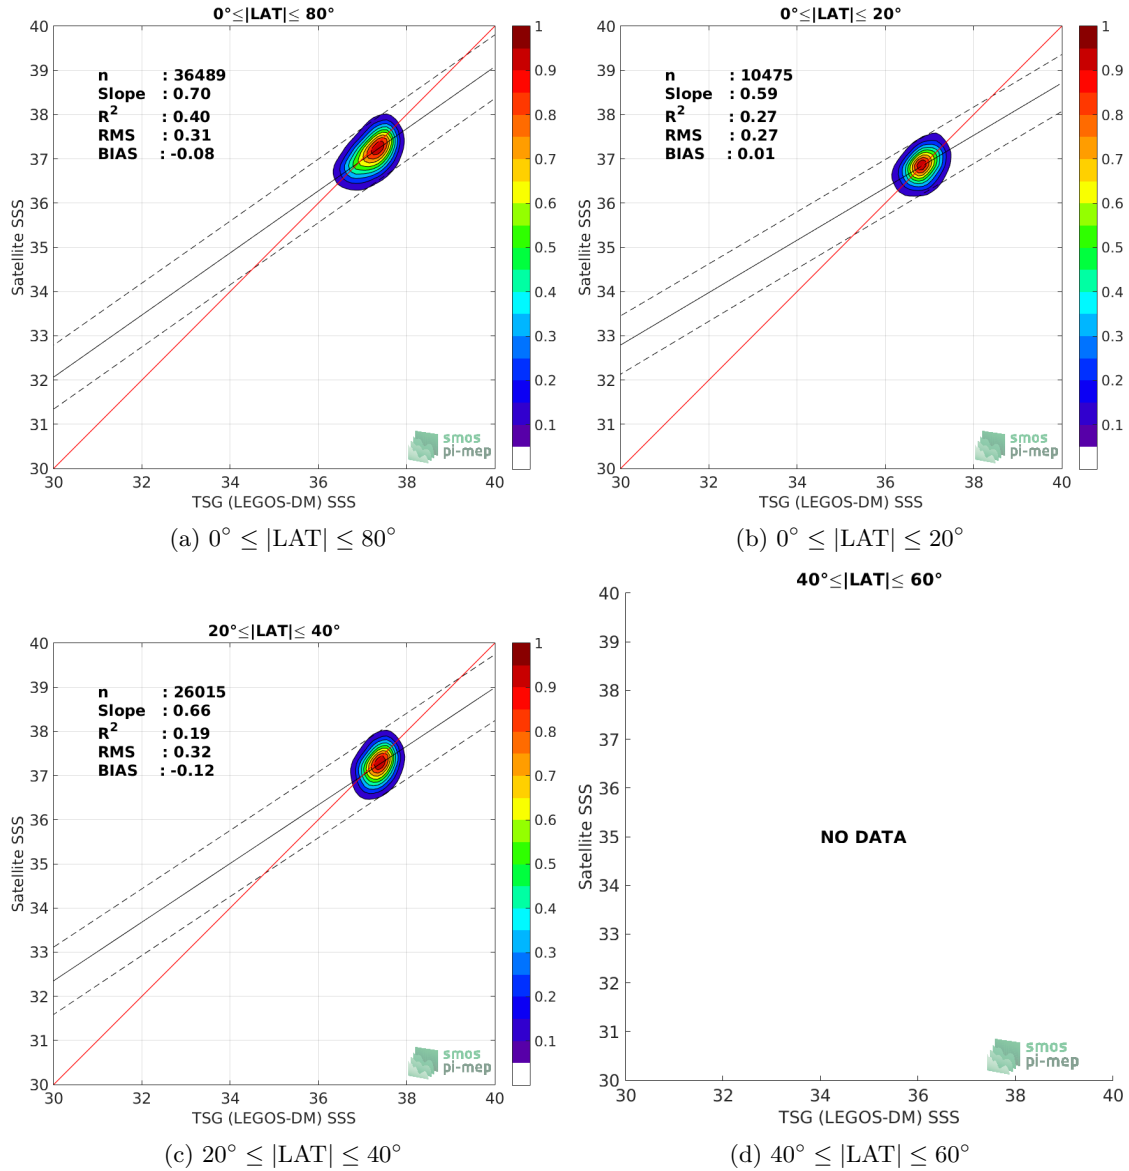 0°≤|LAT|≤ 80°
n : 36489
Slope : 0.70
R2 : 0.40
RMS : 0.31
BIAS : -0.08
Satellite SSS
40
39
38
37
36
35
34
33
32
31
30
30 32 34 36 38 40
TSG (LEGOS-DM) SSS
1
0.9
0.8
0.7
0.6
0.5
0.4
0.3
0.2
0.1
smos
pi-mep
(a) 0° ≤ |LAT| ≤ 80°
0°≤|LAT|≤ 20°
n : 10475
Slope : 0.59
R2 : 0.27
RMS : 0.27
BIAS : 0.01
Satellite SSS
40
39
38
37
36
35
34
33
32
31
30
30 32 34 36 38 40
TSG (LEGOS-DM) SSS
1
0.9
0.8
0.7
0.6
0.5
0.4
0.3
0.2
0.1
smos
pi-mep
(b) 0° ≤ |LAT| ≤ 20°
20°≤|LAT|≤ 40°
n : 26015
Slope : 0.66
R2 : 0.19
RMS : 0.32
BIAS : -0.12
Satellite SSS
40
39
38
37
36
35
34
33
32
31
30
30 32 34 36 38 40
TSG (LEGOS-DM) SSS
1
0.9
0.8
0.7
0.6
0.5
0.4
0.3
0.2
0.1
smos
pi-mep
(c) 20° ≤ |LAT| ≤ 40°
40°≤|LAT|≤ 60°
Satellite SSS
40
39
38
37
36
35
34
33
32
31
30
NO DATA
30 32 34 36 38 40
TSG (LEGOS-DM) SSS
smos
pi-mep
(d) 40° ≤ |LAT| ≤ 60°